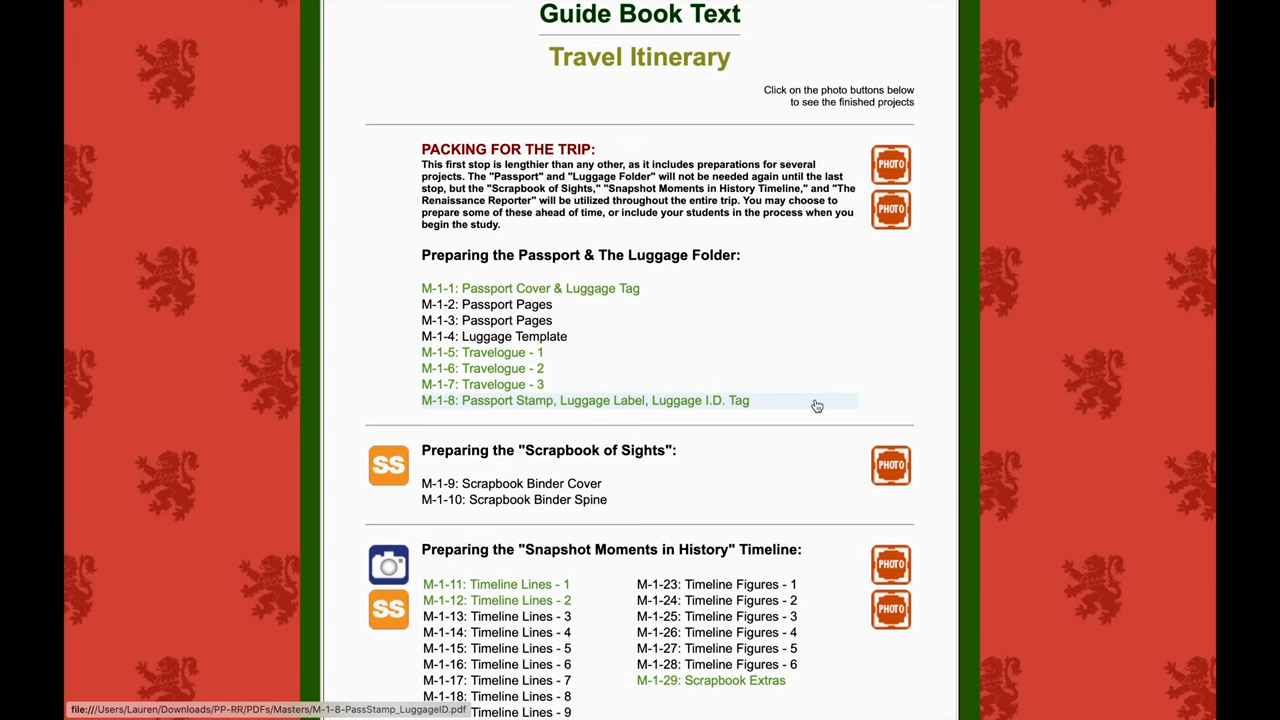 Guide Book Text
Travel Itinerary
Click on the photo buttons below
to see the finished projects
PACKING FOR THE TRIP:
This first stop is lengthier than any other, as it includes preparations for several
projects. The "Passport" and "Luggage Folder" will not be needed again until the last
stop, but the "Scrapbook of Sights," "Snapshot Moments in History Timeline," and "The
Renaissance Reporter" will be utilized throughout the entire trip. You may choose to
prepare some of these ahead of time, or include your students in the process when you
begin the study.
PHOTO
PHOTO
Preparing the Passport & The Luggage Folder:
M-1-1: Passport Cover & Luggage Tag
M-1-2: Passport Pages
M-1-3: Passport Pages
M-1-4: Luggage Template
M-1-5: Travelogue - 1
M-1-6: Travelogue - 2
M-1-7: Travelogue - 3
M-1-8: Passport Stamp, Luggage Label, Luggage I.D. Tag
SS
Preparing the "Scrapbook of Sights":
PHOTO
M-1-9: Scrapbook Binder Cover
M-1-10: Scrapbook Binder Spine
Preparing the "Snapshot Moments in History" Timeline:
PHOTO
SS
PHOTO
M-1-11: Timeline Lines - 1
M-1-12: Timeline Lines - 2
M-1-13: Timeline Lines - 3
M-1-14: Timeline Lines - 4
M-1-15: Timeline Lines - 5
M-1-16: Timeline Lines - 6
M-1-17: Timeline Lines - 7
M-1-18: Timeline Lines - 8
Timeline Lines - 9
M-1-23: Timeline Figures - 1
M-1-24: Timeline Figures - 2
M-1-25: Timeline Figures - 3
M-1-26: Timeline Figures - 4
M-1-27: Timeline Figures - 5
M-1-28: Timeline Figures - 6
M-1-29: Scrapbook Extras
file:///Users/Lauren/Downloads/PP-RR/PDFs/Masters/M-1-8-PassStamp_LuggageID.pdf